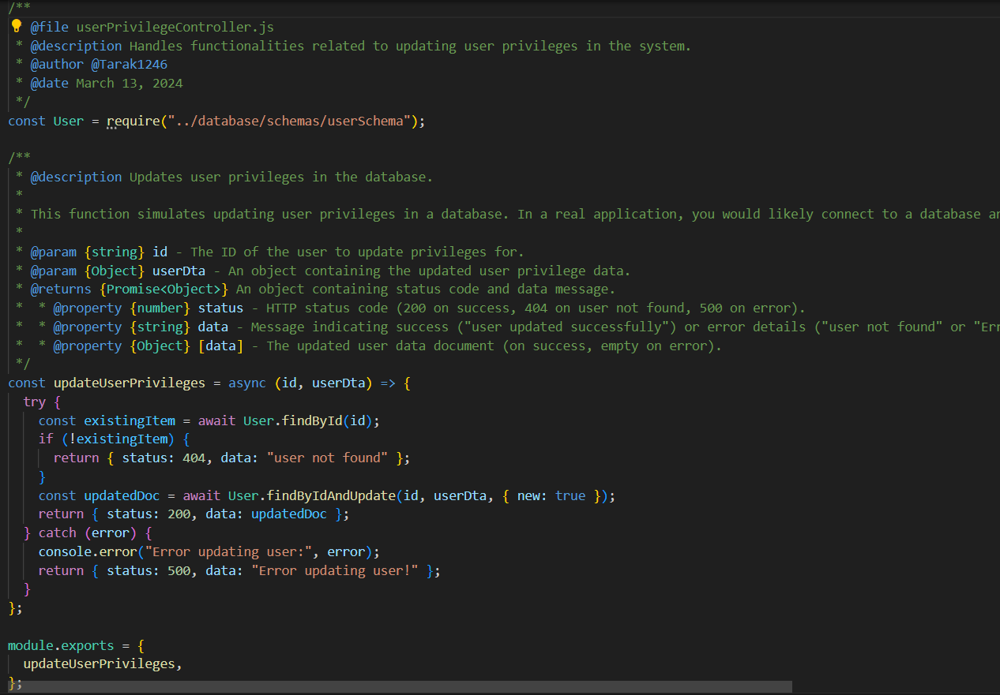 /**
@file userPrivilegeController.js
* @description Handles functionalities related to updating user privileges in the system.
* @author @Tarak1246
* @date March 13, 2024
*/
const User = require("../database/schemas/userSchema");
/**
* @description Updates user privileges in the database.
*
* This function simulates updating user privileges in a database. In a real application, you would likely connect to a database
*
* @param {string} id - The ID of the user to update privileges for.
* @param {Object} userDta - An object containing the updated user privilege data.
* @returns {Promise<Object>} An object containing status code and data message.
*  * @property {number} status - HTTP status code (200 on success, 404 on user not found, 500 on error).
*  * @property {string} data - Message indicating success ("user updated successfully") or error details ("user not found" or "Err
*  * @property {Object} [data] - The updated user data document (on success, empty on error).
*/
const updateUserPrivileges = async (id, userDta) => {
try {
const existingItem = await User.findById(id);
if (!existingItem) {
return { status: 404, data: "user not found" };
}
const updatedDoc = await User.findByIdAndUpdate(id, userDta, { new: true });
return { status: 200, data: updatedDoc };
} catch (error) {
console.error("Error updating user:", error);
return { status: 500, data: "Error updating user!" };
}
};
module.exports = {
updateUserPrivileges,
};